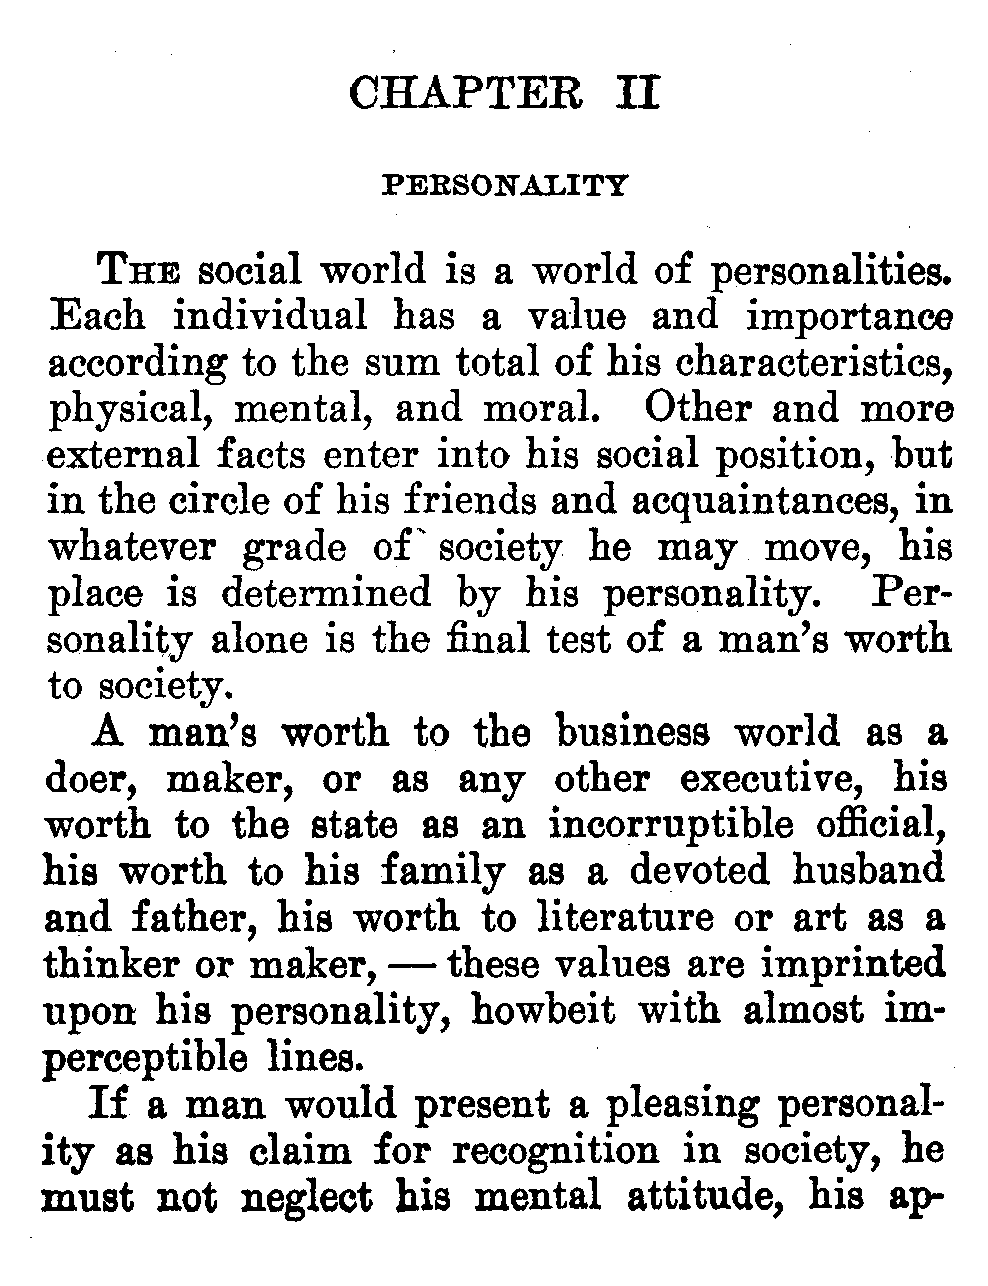 CHAPTER II
PERSONALITY
THE social world is a world of personalities.
Each individual has a value and importance
according to the sum total of his characteristics,
physical, mental, and moral. Other and more
external facts enter into his social position, but
in the circle of his friends and acquaintances, in
whatever grade of society he may move, his
place is determined by his personality. Per-
sonality alone is the final test of a man's worth
to society.
A man's worth to the business world as a
doer, maker, or as any other executive, his
worth to the state as an incorruptible official,
his worth to his family as a devoted husband
and father, his worth to literature or art as a
thinker or maker, — these values are imprinted
upon his personality, howbeit with almost im-
perceptible lines.
If a man would present a pleasing personal-
ity as his claim for recognition in society, he
must not neglect his mental attitude, his ap-